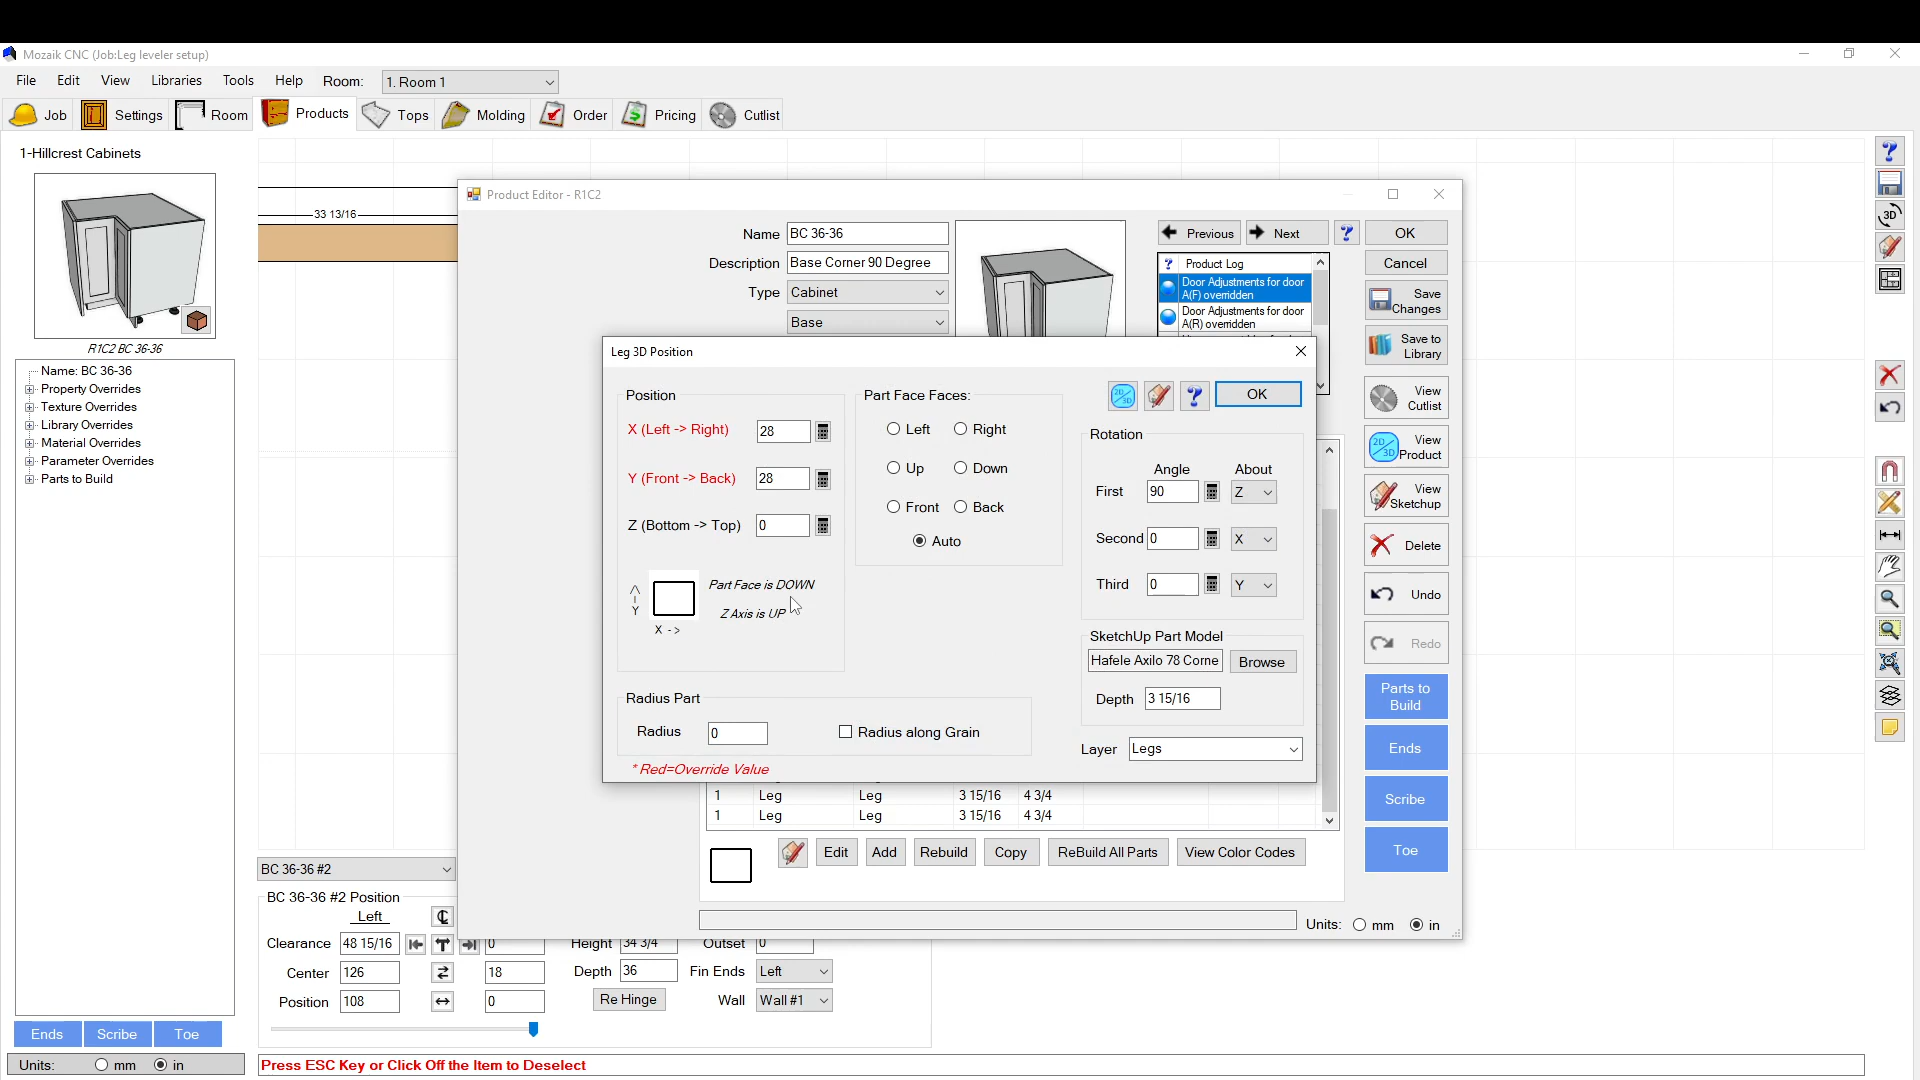 Mozaik CNC (Job:Leg leveler setup)
File Edit View Libraries Tools Help Room: 1. Room 1
Job Settings Room Products Tops Molding Order Pricing Cutlist
1-Hillcrest Cabinets
R1C2 BC 36-36
Name: BC 36-36
Property Overrides
Texture Overrides
Library Overrides
Material Overrides
Parameter Overrides
Parts to Build
Ends Scribe Toe
Units: mm in
33 13/16
Product Editor - R1C2
Name BC 36-36
Description Base Corner 90 Degree
Type Cabinet
Base
Previous Next ? OK
? Product Log
Door Adjustments for door
A(F) overridden
Door Adjustments for door
A(R) overridden
Cancel
Save
Changes
Save to
Library
View
Cutlist
2D/3D View
Product
View
Sketchup
Delete
Undo
Redo
Parts to
Build
Ends
Scribe
Toe
Leg 3D Position
Position
X (Left -> Right) 28
Y (Front -> Back) 28
Z (Bottom -> Top) 0
Y
X ->
Part Face is DOWN
Z Axis is UP
Part Face Faces:
Left Right
Up Down
Front Back
Auto
2D/3D ? OK
Rotation
Angle About
First 90 Z
Second 0 X
Third 0 Y
SketchUp Part Model
Hafele Axilo 78 Corne Browse
Depth 3 15/16
Layer Legs
Radius Part
Radius 0 Radius along Grain
* Red=Override Value
1 Leg Leg 3 15/16 4 3/4
1 Leg Leg 3 15/16 4 3/4
Edit Add Rebuild Copy ReBuild All Parts View Color Codes
Units: mm in
BC 36-36 #2
BC 36-36 #2 Position
Left
Clearance 48 15/16 0 Height 34 3/4 Outset 0
Center 126 18 Depth 36 Fin Ends Left
Position 108 0 Re Hinge Wall Wall #1
Press ESC Key or Click Off the Item to Deselect
?
3D